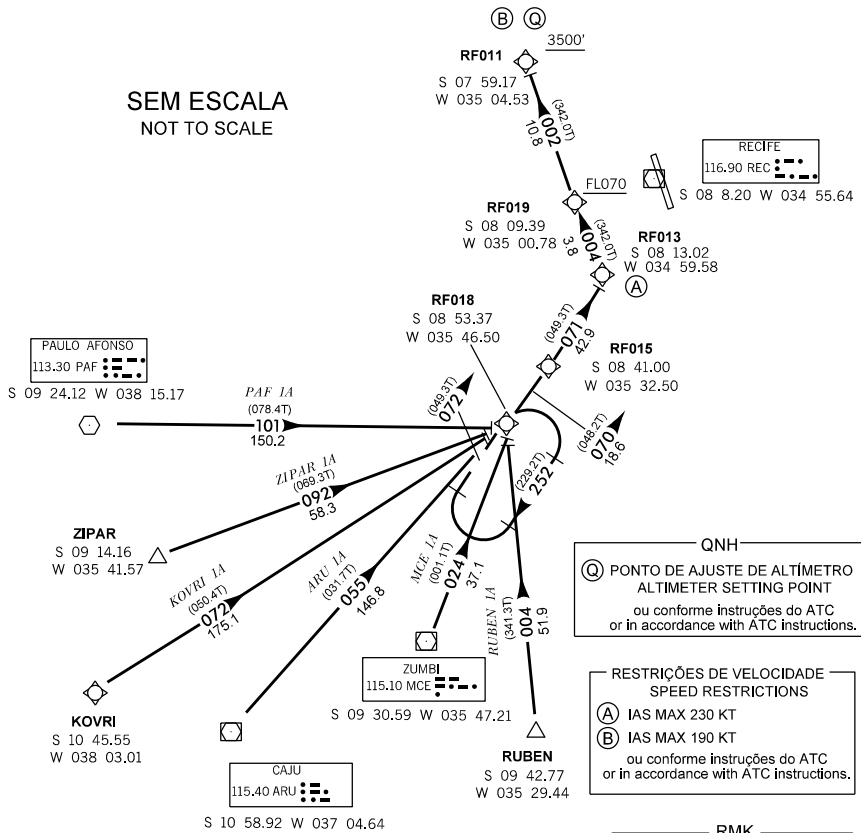 B Q
3500'
RF011
S 07 59.17
W 035 04.53
SEM ESCALA
NOT TO SCALE
(342.0T)
002
10.8
RECIFE
116.90 REC
S 08 8.20 W 034 55.64
FL070
RF019
S 08 09.39
W 035 00.78
(342.0T)
004
3.8
RF013
S 08 13.02
W 034 59.58
A
RF018
S 08 53.37
W 035 46.50
(049.3T)
071
42.9
RF015
S 08 41.00
W 035 32.50
PAULO AFONSO
113.30 PAF
S 09 24.12 W 038 15.17
PAF 1A
(078.4T)
101
150.2
(049.3T)
072
(048.2T)
070
18.6
(229.2T)
252
ZIPAR 1A
(069.3T)
092
58.3
ZIPAR
S 09 14.16
W 035 41.57
KOVRI 1A
(050.4T)
072
175.1
ARU 1A
(031.7T)
055
146.8
MCE 1A
(001.1T)
024
37.1
RUBEN 1A
(341.3T)
004
51.9
QNH
Q PONTO DE AJUSTE DE ALTÍMETRO
ALTIMETER SETTING POINT
ou conforme instruções do ATC
or in accordance with ATC instructions.
ZUMBI
115.10 MCE
S 09 30.59 W 035 47.21
RESTRIÇÕES DE VELOCIDADE
SPEED RESTRICTIONS
A IAS MAX 230 KT
B IAS MAX 190 KT
ou conforme instruções do ATC
or in accordance with ATC instructions.
KOVRI
S 10 45.55
W 038 03.01
RUBEN
S 09 42.77
W 035 29.44
CAJU
115.40 ARU
S 10 58.92 W 037 04.64
RMK